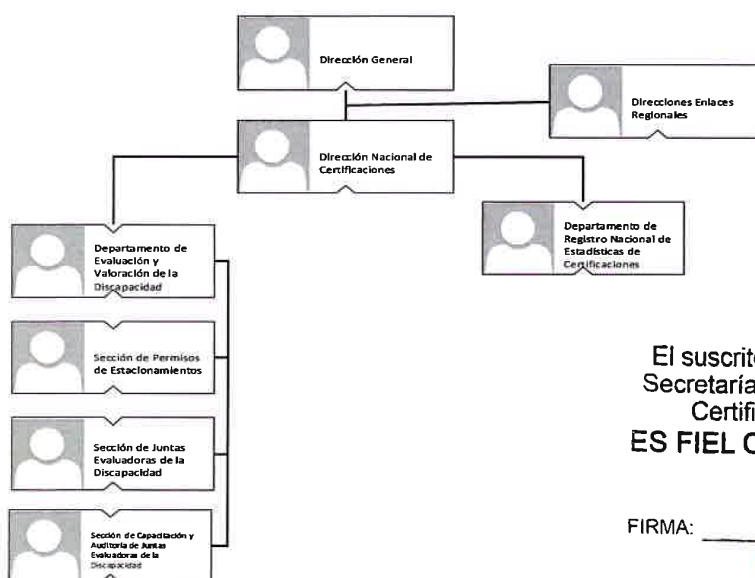 Dirección General
Direcciones Enlaces
Regionales
Dirección Nacional de
Certificaciones
Departamento de
Registro Nacional de
Estadísticas de
Certificaciones
Departamento de
Evaluación y
Valoración de la
Discapacidad
Sección de Permisos
de Estacionamientos
Sección de Juntas
Evaluadoras de la
Discapacidad
Sección de Capacitación y
Auditoría de Juntas
Evaluadoras de la
Discapacidad
El suscrito
Secretaría
Certifi
ES FIEL C
FIRMA: